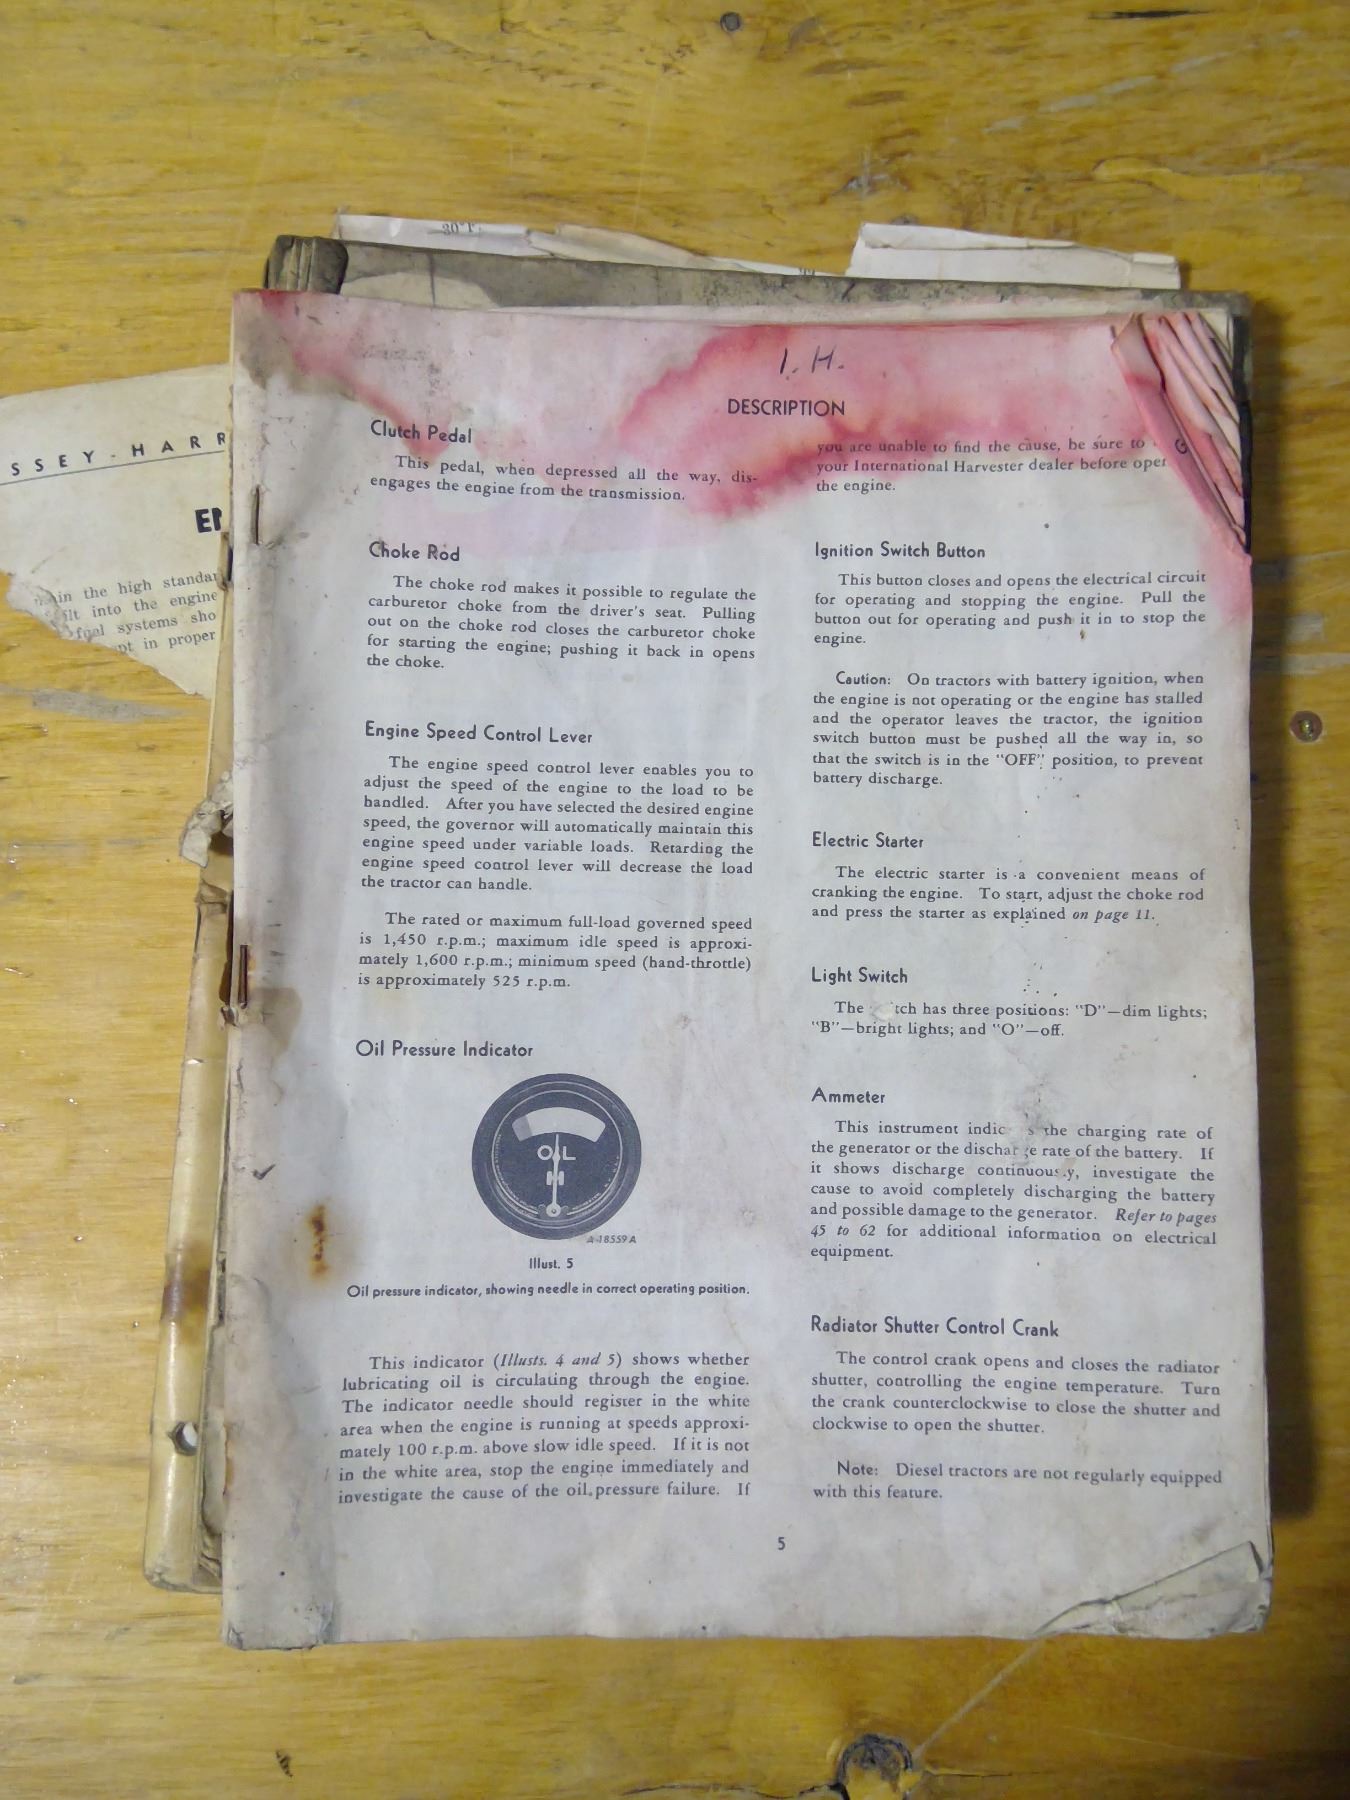 30°F.
SSEY-HARR
EN
in the high standar
ilt into the engine
fuel systems sho
pt in proper
I. H.
DESCRIPTION
Clutch Pedal
This pedal, when depressed all the way, dis-
engages the engine from the transmission.
Choke Rod
The choke rod makes it possible to regulate the
carburetor choke from the driver's seat. Pulling
out on the choke rod closes the carburetor choke
for starting the engine; pushing it back in opens
the choke.
Engine Speed Control Lever
The engine speed control lever enables you to
adjust the speed of the engine to the load to be
handled. After you have selected the desired engine
speed, the governor will automatically maintain this
engine speed under variable loads. Retarding the
engine speed control lever will decrease the load
the tractor can handle.
The rated or maximum full-load governed speed
is 1,450 r.p.m.; maximum idle speed is approxi-
mately 1,600 r.p.m.; minimum speed (hand-throttle)
is approximately 525 r.p.m.
Oil Pressure Indicator
OIL
A-18559A
Illust. 5
Oil pressure indicator, showing needle in correct operating position.
This indicator (Illusts. 4 and 5) shows whether
lubricating oil is circulating through the engine.
The indicator needle should register in the white
area when the engine is running at speeds approxi-
mately 100 r.p.m. above slow idle speed. If it is not
in the white area, stop the engine immediately and
investigate the cause of the oil pressure failure. If
you are unable to find the cause, be sure to
your International Harvester dealer before oper
the engine.
Ignition Switch Button
This button closes and opens the electrical circuit
for operating and stopping the engine. Pull the
button out for operating and push it in to stop the
engine.
Caution: On tractors with battery ignition, when
the engine is not operating or the engine has stalled
and the operator leaves the tractor, the ignition
switch button must be pushed all the way in, so
that the switch is in the "OFF" position, to prevent
battery discharge.
Electric Starter
The electric starter is a convenient means of
cranking the engine. To start, adjust the choke rod
and press the starter as explained on page 11.
Light Switch
The tch has three positions: "D"—dim lights;
"B"—bright lights; and "O"—off.
Ammeter
This instrument indic s the charging rate of
the generator or the discharge rate of the battery. If
it shows discharge continuously, investigate the
cause to avoid completely discharging the battery
and possible damage to the generator. Refer to pages
45 to 62 for additional information on electrical
equipment.
Radiator Shutter Control Crank
The control crank opens and closes the radiator
shutter, controlling the engine temperature. Turn
the crank counterclockwise to close the shutter and
clockwise to open the shutter.
Note: Diesel tractors are not regularly equipped
with this feature.
5